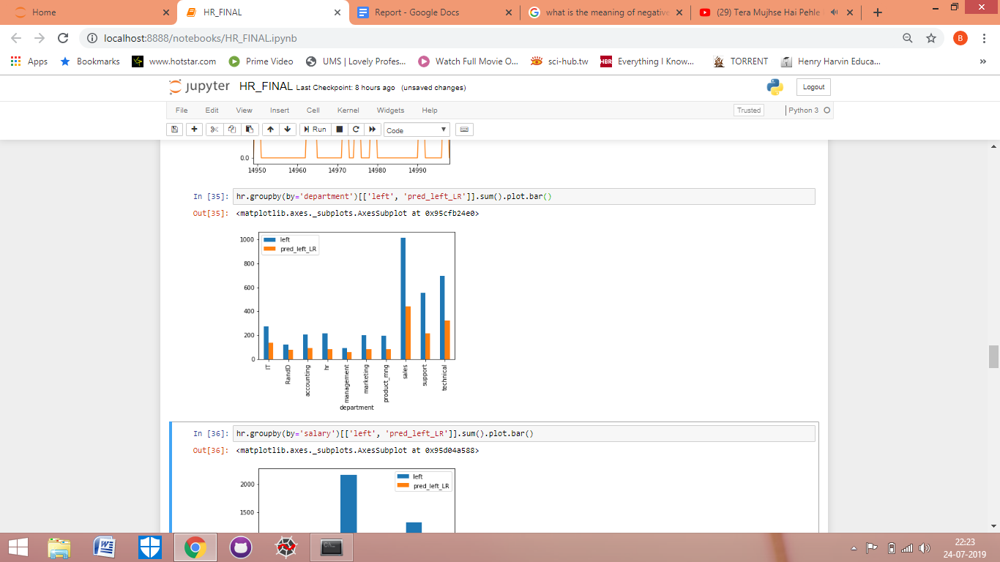 Home
HR_FINAL
Report - Google Docs
what is the meaning of negative
(29) Tera Mujhse Hai Pehle
localhost:8888/notebooks/HR_FINAL.ipynb
B
Apps
Bookmarks
www.hotstar.com
Prime Video
UMS | Lovely Profes...
Watch Full Movie O...
sci-hub.tw
HBR
Everything I Know...
TORRENT
Henry Harvin Educa...
»
jupyter
HR_FINAL Last Checkpoint: 8 hours ago (unsaved changes)
Logout
File Edit View Insert Cell Kernel Widgets Help
Trusted
Python 3
Run
Code
0.0
14950 14960 14970 14980 14990
In [35]: hr.groupby(by='department')[['left', 'pred_left_LR']].sum().plot.bar()
Out[35]: <matplotlib.axes._subplots.AxesSubplot at 0x95cfb24e0>
left
pred_left_LR
1000
800
600
400
200
0
IT
RandD
accounting
hr
management
marketing
product_mng
sales
support
technical
department
In [36]: hr.groupby(by='salary')[['left', 'pred_left_LR']].sum().plot.bar()
Out[36]: <matplotlib.axes._subplots.AxesSubplot at 0x95d04a588>
left
pred_left_LR
2000
1500
22:23
24-07-2019